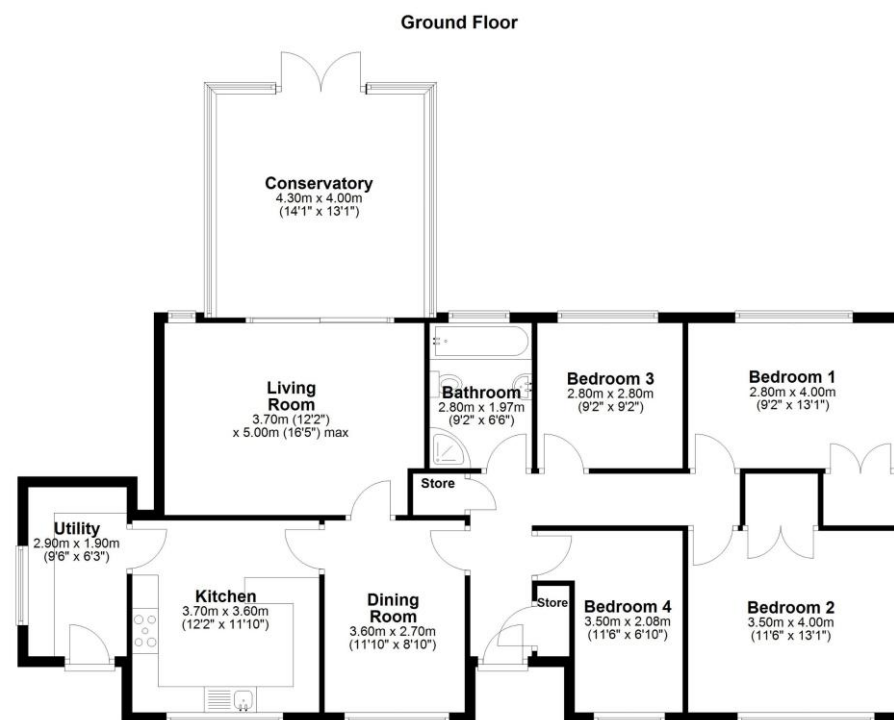 Ground Floor
Conservatory
4.30m x 4.00m
(14'1" x 13'1")
Living
Room
3.70m (12'2")
x 5.00m (16'5") max
Bathroom
2.80m x 1.97m
(9'2" x 6'6")
Bedroom 3
2.80m x 2.80m
(9'2" x 9'2")
Bedroom 1
2.80m x 4.00m
(9'2" x 13'1")
Store
Utility
2.90m x 1.90m
(9'6" x 6'3")
Kitchen
3.70m x 3.60m
(12'2" x 11'10")
Dining
Room
3.60m x 2.70m
(11'10" x 8'10")
Store
Bedroom 4
3.50m x 2.08m
(11'6" x 6'10")
Bedroom 2
3.50m x 4.00m
(11'6" x 13'1")